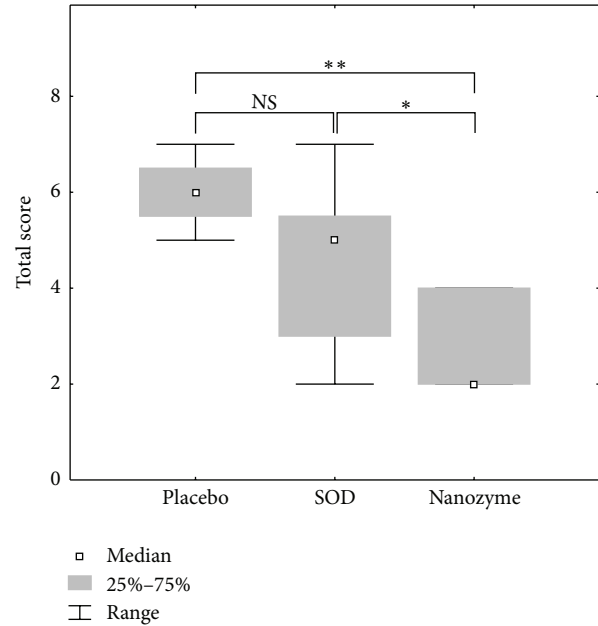 **
NS
*
8
6
4
2
0
Total score
Placebo SOD Nanozyme
Median
25%–75%
Range